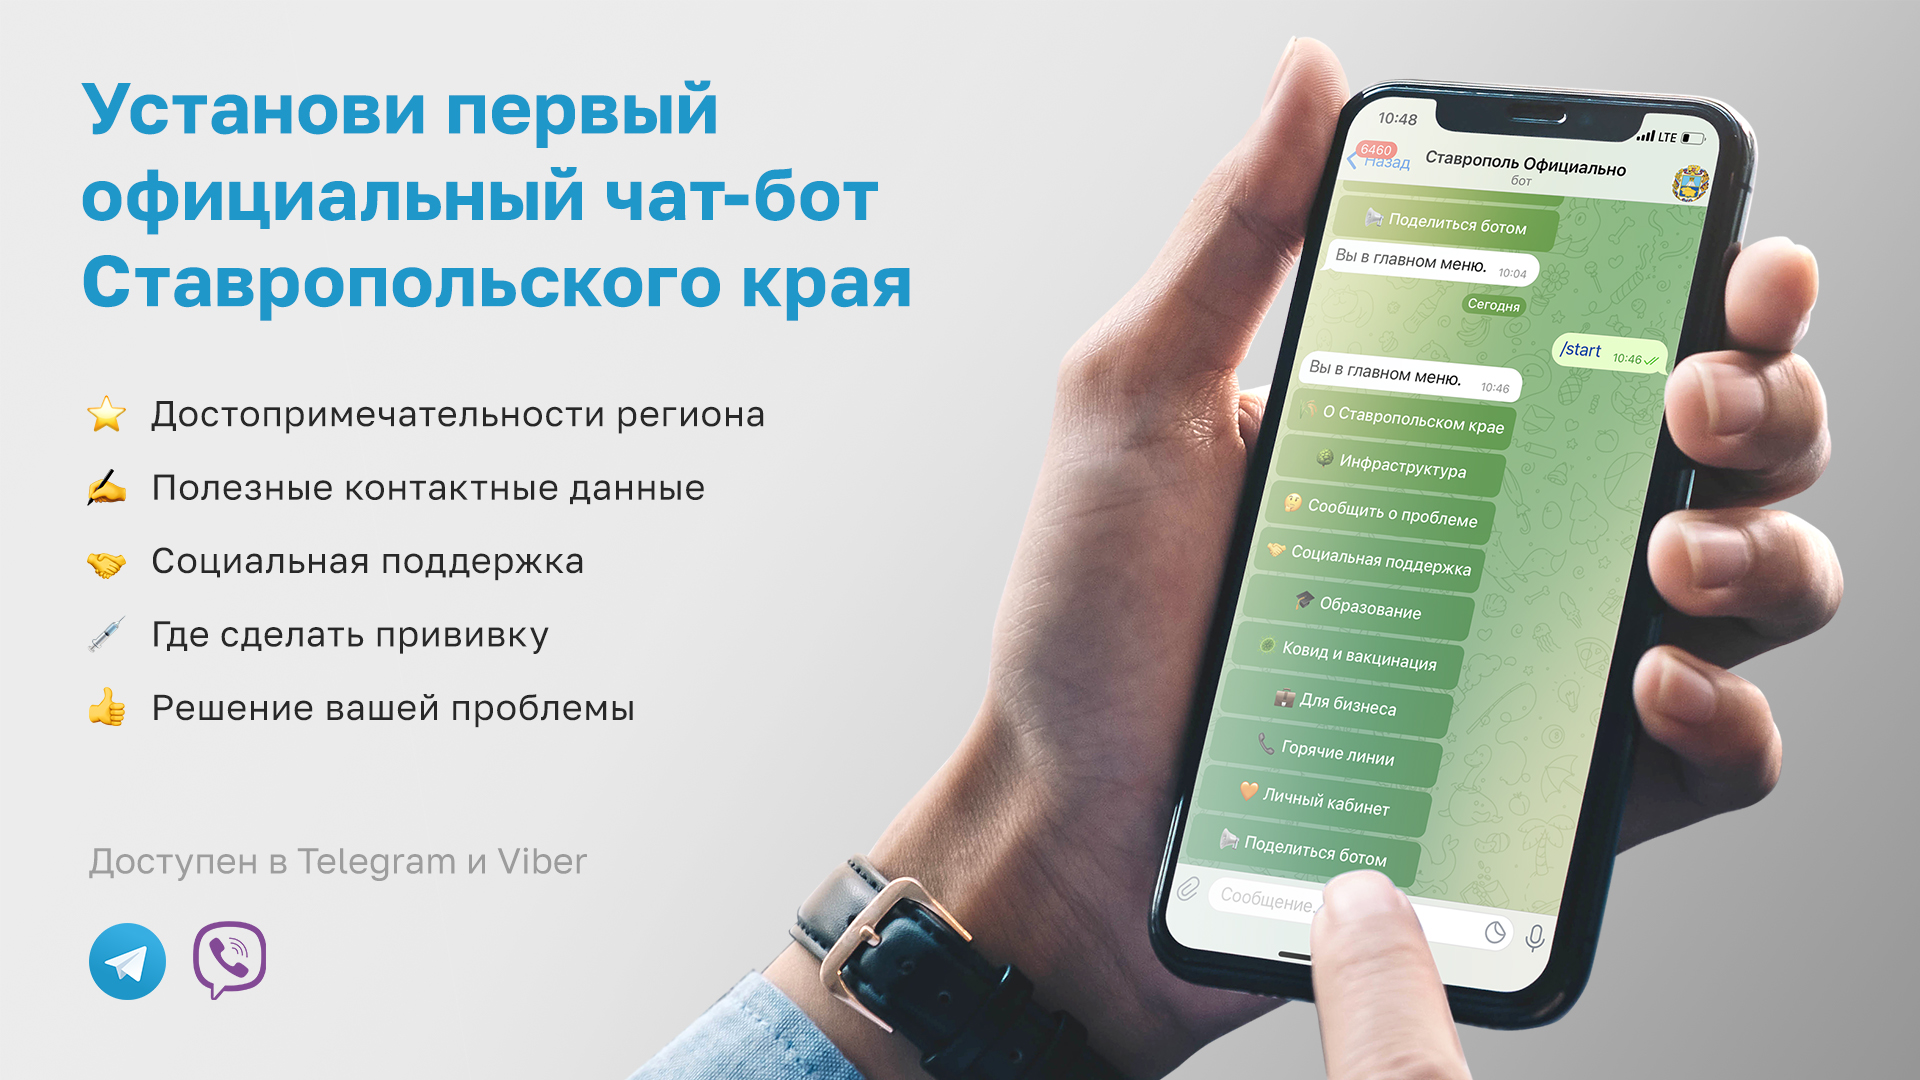 Установи первый
официальный чат-бот
Ставропольского края
Достопримечательности региона
Полезные контактные данные
Социальная поддержка
Где сделать прививку
Решение вашей проблемы
Доступен в Telegram и Viber
10:48
LTE
6460
Назад
Ставрополь Официально
бот
Поделиться ботом
Вы в главном меню. 10:04
Сегодня
/start 10:46
Вы в главном меню. 10:46
О Ставропольском крае
Инфраструктура
Сообщить о проблеме
Социальная поддержка
Образование
Ковид и вакцинация
Для бизнеса
Горячие линии
Личный кабинет
Поделиться ботом
Сообщение.